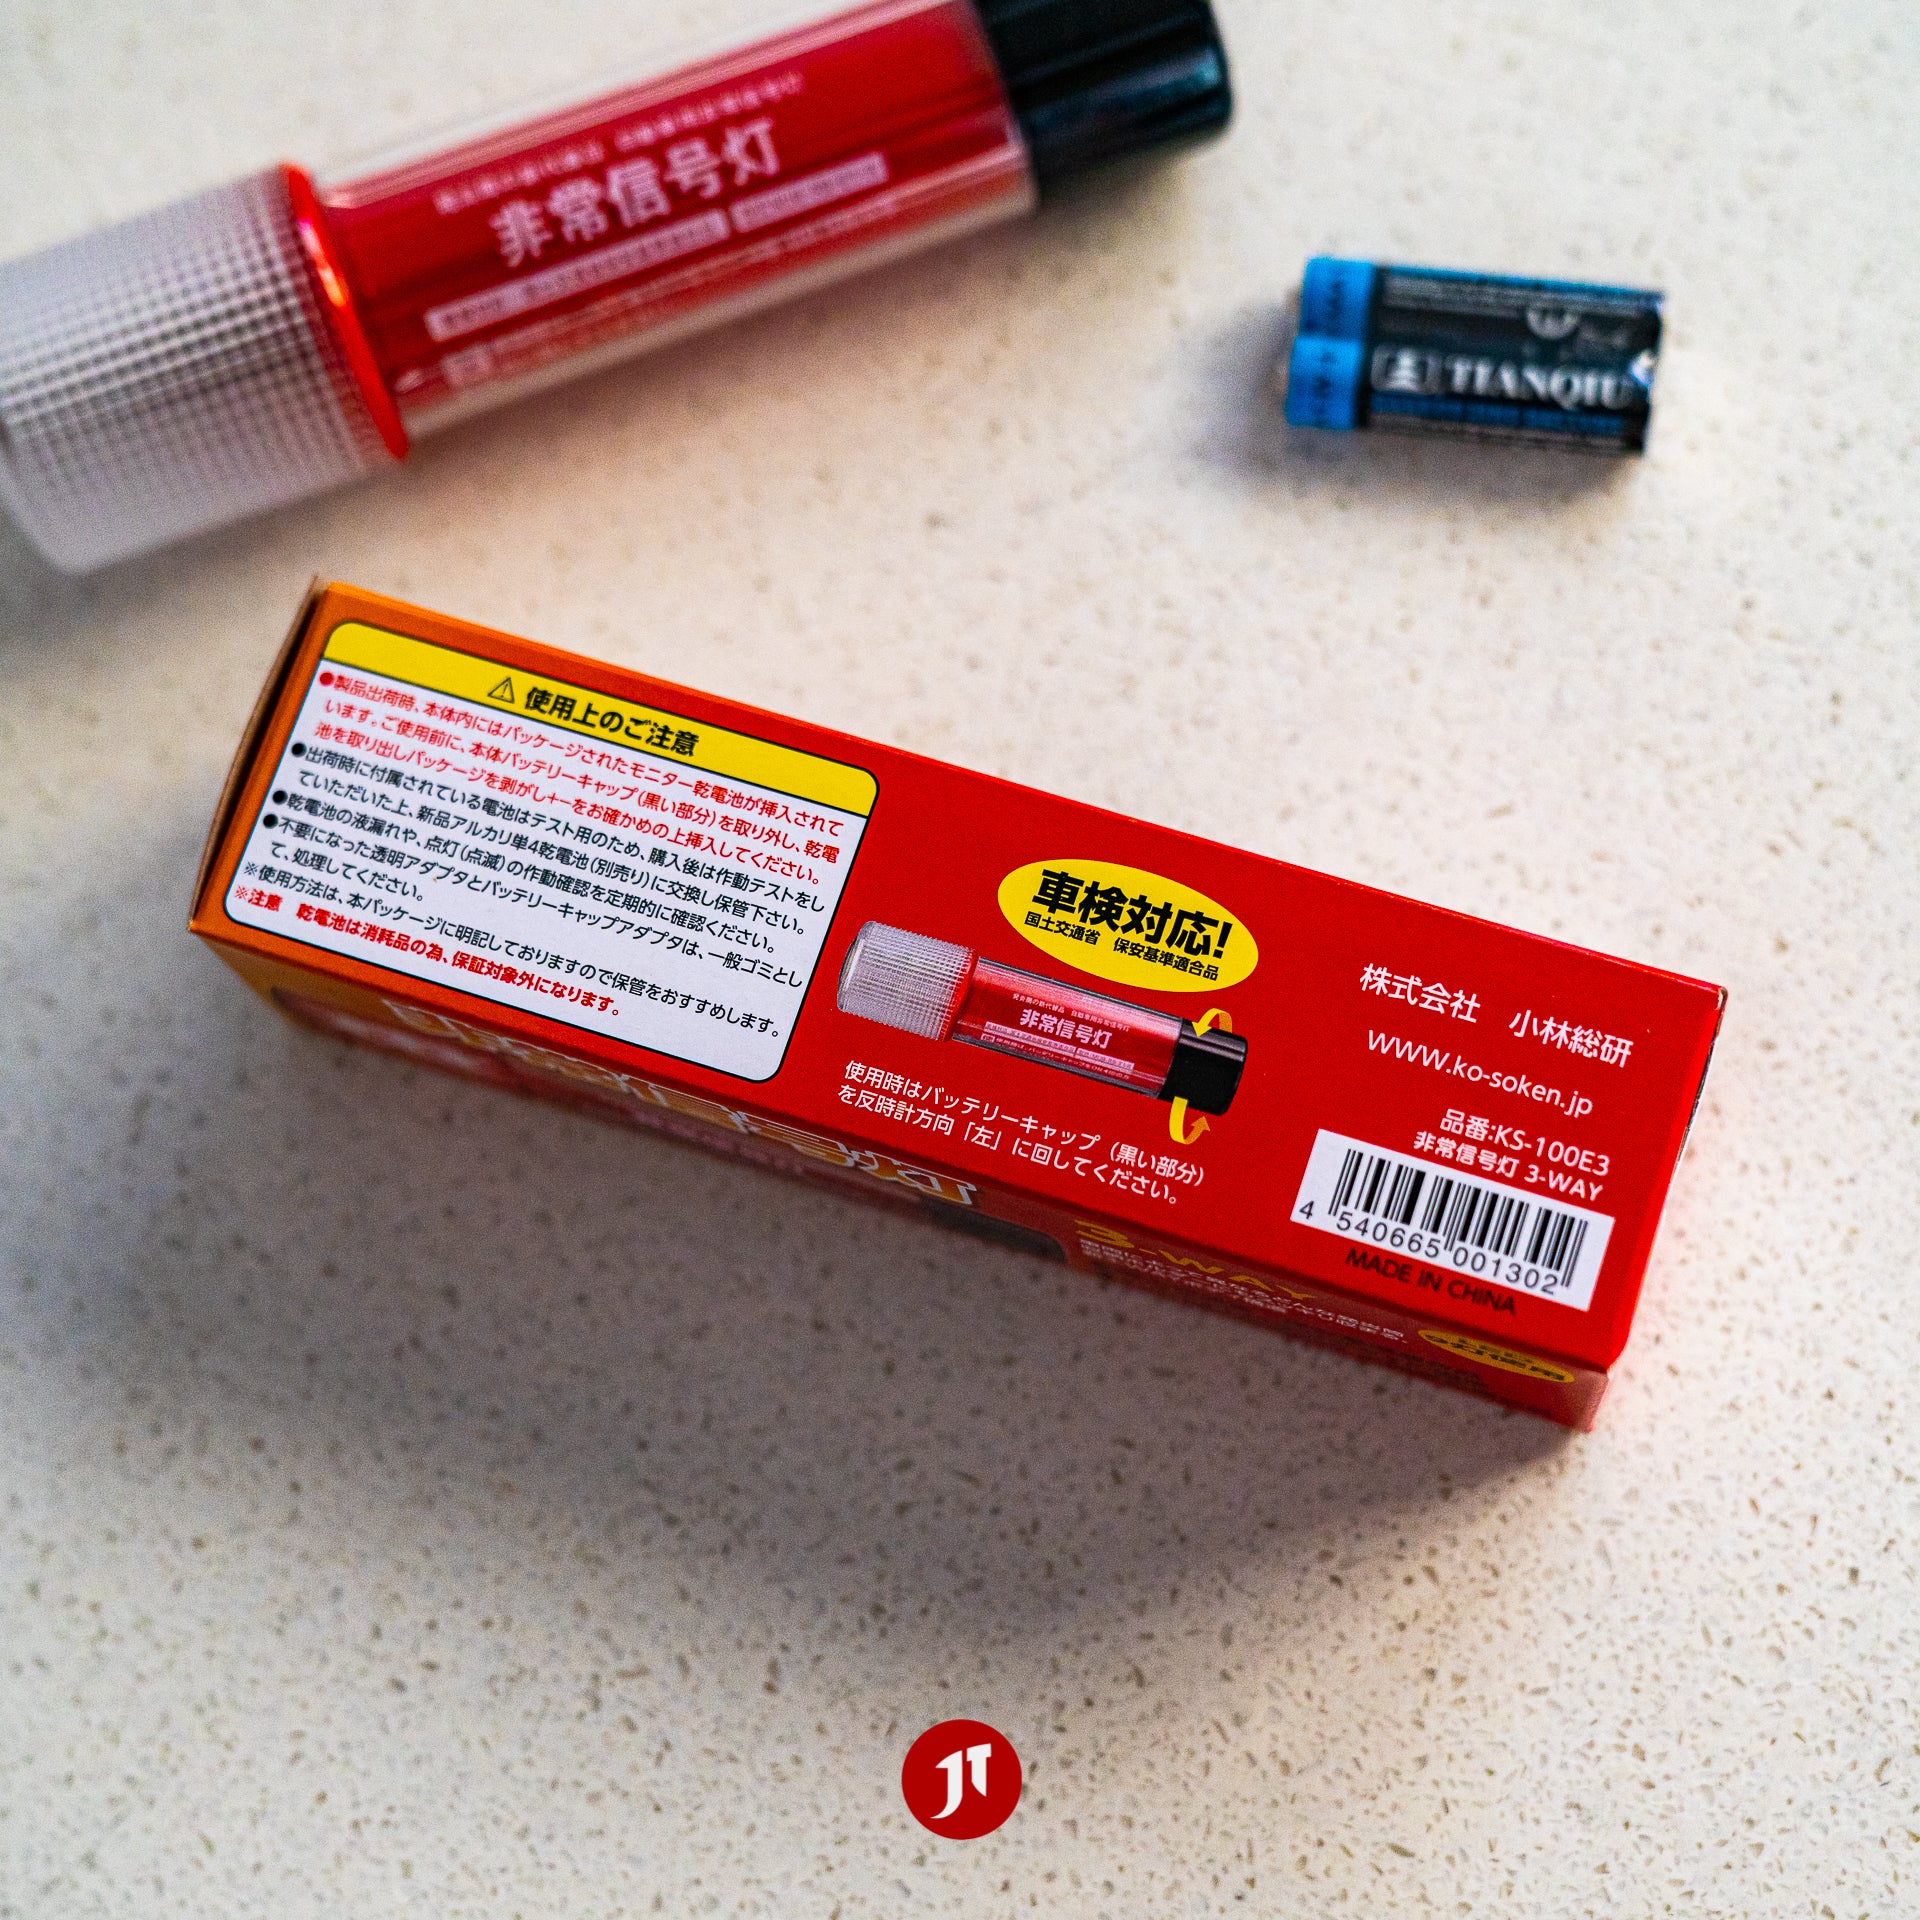 非常信号灯
TIANQIU
⚠ 使用上のご注意
●製品出荷時、本体内にはパッケージされたモニター乾電池が挿入されて
います。ご使用前に、本体バッテリーキャップ(黒い部分)を取り外し、乾電
池を取り出しパッケージを剥がし+ーをお確かめの上挿入してください。
●出荷時に付属されている電池はテスト用のため、購入後は作動テストをし
ていただいた上、新品アルカリ単4乾電池(別売り)に交換し保管下さい。
●乾電池の液漏れや、点灯(点滅)の作動確認を定期的に確認ください。
●不要になった透明アダプタとバッテリーキャップアダプタは、一般ゴミとし
て、処理してください。
※使用方法は、本パッケージに明記しておりますので保管をおすすめします。
※注意 乾電池は消耗品の為、保証対象外になります。
車検対応!
国土交通省 保安基準適合品
非常信号灯
使用時はバッテリーキャップ(黒い部分)
を反時計方向「左」に回してください。
株式会社 小林総研
www.ko-soken.jp
品番:KS-100E3
非常信号灯 3-WAY
4 540665 001302
MADE IN CHINA
3-WAY
JT